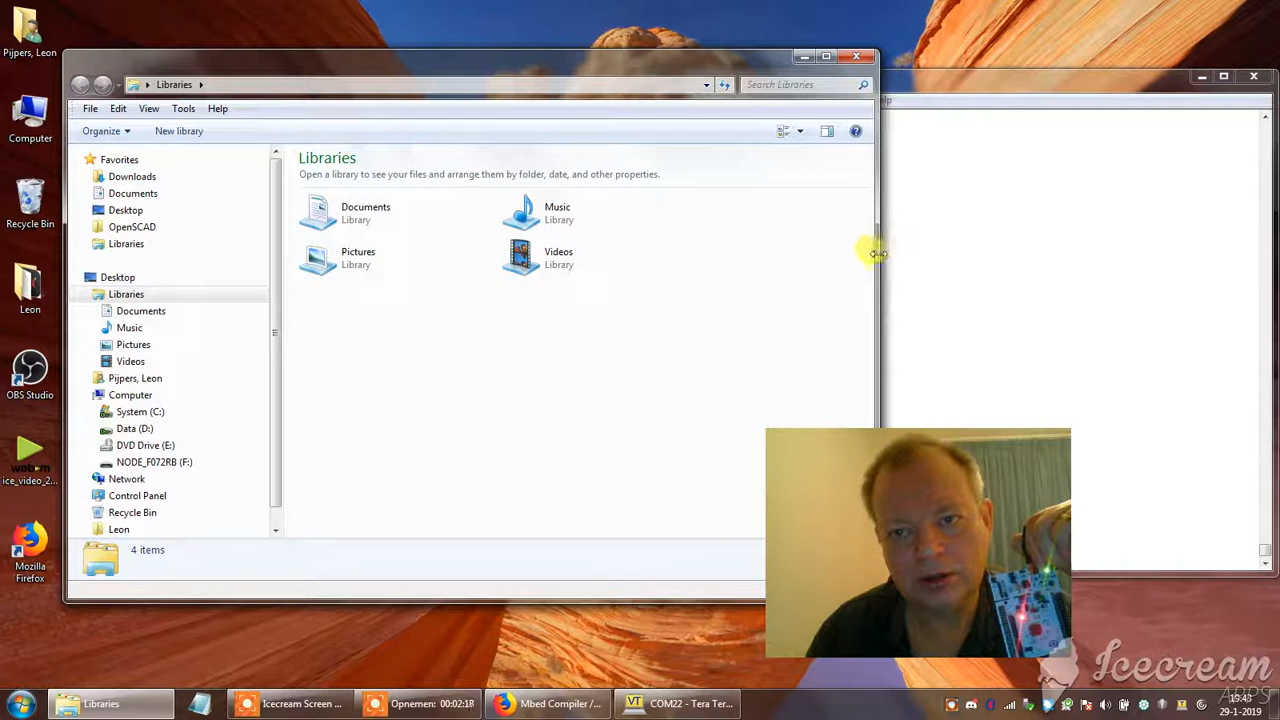 Pijpers, Leon
Computer
Recycle Bin
Leon
OBS Studio
ice_video_2...
Mozilla
Firefox
Libraries
Search Libraries
File Edit View Tools Help
Organize New library
Favorites
Downloads
Documents
Desktop
OpenSCAD
Libraries
Desktop
Libraries
Documents
Music
Pictures
Videos
Pijpers, Leon
Computer
System (C:)
Data (D:)
DVD Drive (E:)
NODE_F072RB (F:)
Network
Control Panel
Recycle Bin
Leon
Libraries
Open a library to see your files and arrange them by folder, date, and other properties.
Documents
Library
Music
Library
Pictures
Library
Videos
Library
4 items
elp
Icecream
APPS
Libraries
Icecream Screen ...
Opnemen: 00:02:18
Mbed Compiler /...
VT
COM22 - Tera Ter...
19:43
29-1-2019